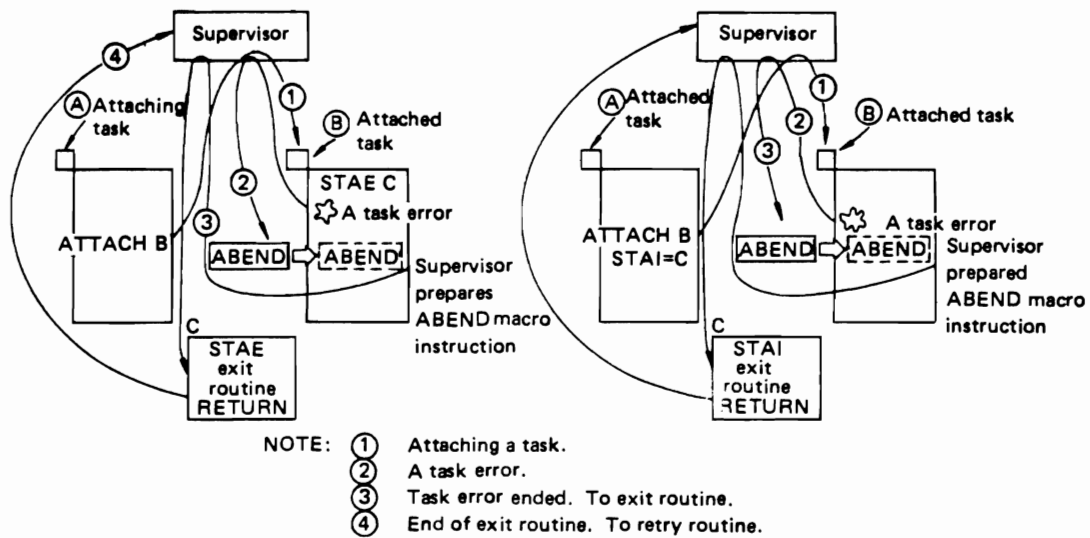 Supervisor
④
Ⓐ Attaching
task
①
Ⓑ Attached
task
②
STAE C
③
A task error
ATTACH B
ABEND
ABEND
Supervisor
prepares
ABEND macro
instruction
C
STAE
exit
routine
RETURN
Supervisor
Ⓐ Attached
task
①
②
Ⓑ Attached task
③
A task error
ATTACH B
STAI=C
ABEND
ABEND
Supervisor
prepared
ABEND macro
instruction
C
STAI
exit
routine
RETURN
NOTE: ① Attaching a task.
② A task error.
③ Task error ended. To exit routine.
④ End of exit routine. To retry routine.